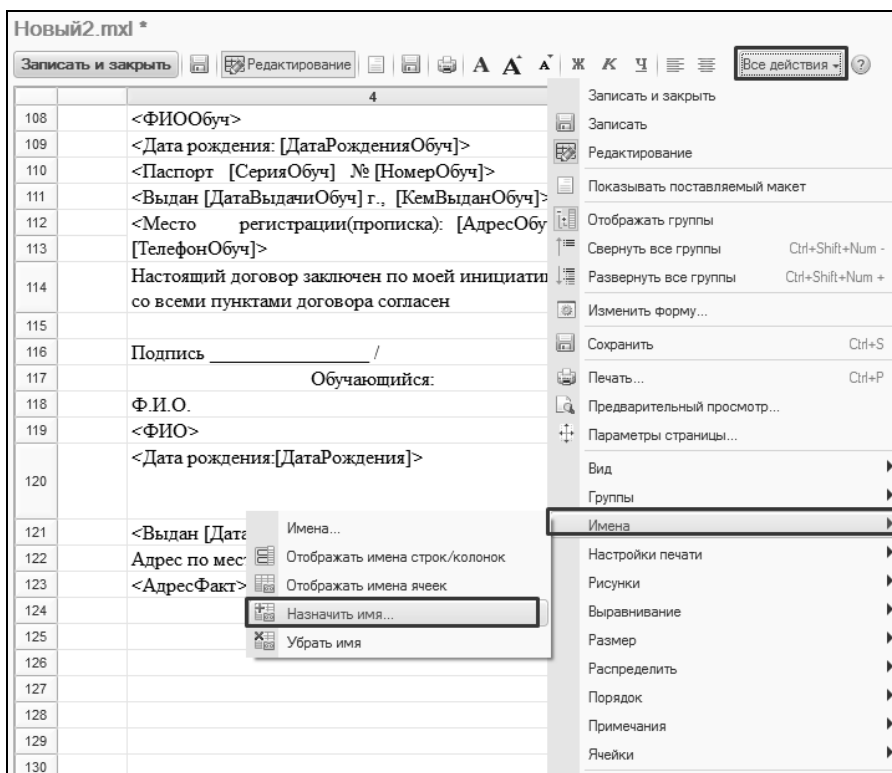 Новый2.mxl *
Записать и закрыть Редактирование А А А Ж К Ч Все действия ?
4
108 <ФИООбуч>
109 <Дата рождения: [ДатаРожденияОбуч]>
110 <Паспорт [СерияОбуч] № [НомерОбуч]>
111 <Выдан [ДатаВыдачиОбуч] г., [КемВыданОбуч]>
112 <Место регистрации(прописка): [АдресОбу
113 [ТелефонОбуч]>
114 Настоящий договор заключен по моей инициати
со всеми пунктами договора согласен
115
116 Подпись ________________ /
117 Обучающийся:
118 Ф.И.О.
119 <ФИО>
120 <Дата рождения:[ДатаРождения]>
121 <Выдан [Дата
122 Адрес по мес
123 <АдресФакт>
124
125
126
127
128
129
130
Записать и закрыть
Записать
Редактирование
Показывать поставляемый макет
Отображать группы
Свернуть все группы Ctrl+Shift+Num -
Развернуть все группы Ctrl+Shift+Num +
Изменить форму...
Сохранить Ctrl+S
Печать... Ctrl+P
Предварительный просмотр...
Параметры страницы...
Вид
Группы
Имена
Настройки печати
Рисунки
Выравнивание
Размер
Распределить
Порядок
Примечания
Ячейки
Имена...
Отображать имена строк/колонок
Отображать имена ячеек
Назначить имя...
Убрать имя